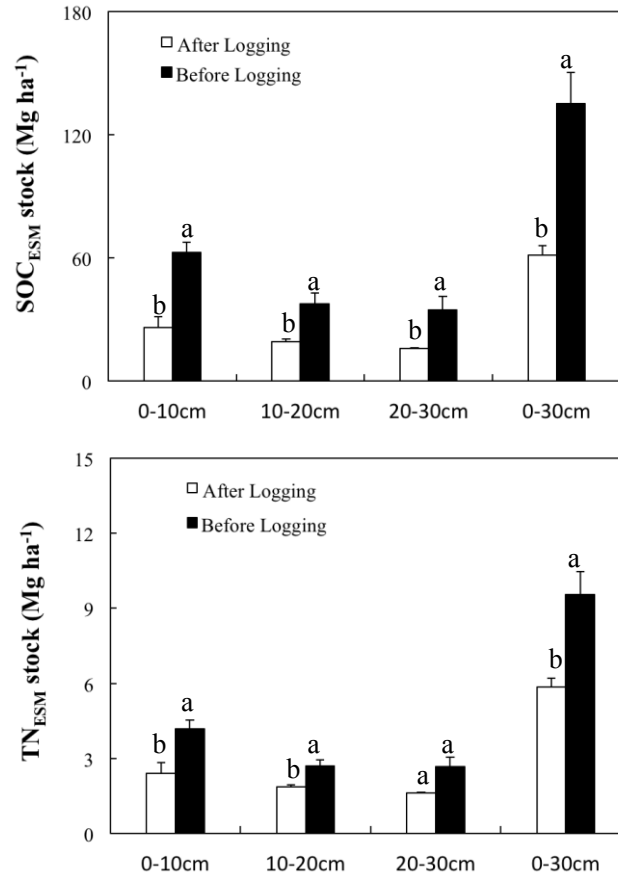 180
120
60
0
SOC_ESM stock (Mg ha⁻¹)
□ After Logging
■ Before Logging
b a b a b a b a
0-10cm 10-20cm 20-30cm 0-30cm
15
12
9
6
3
0
TN_ESM stock (Mg ha⁻¹)
□ After Logging
■ Before Logging
b a b a a a b a
0-10cm 10-20cm 20-30cm 0-30cm